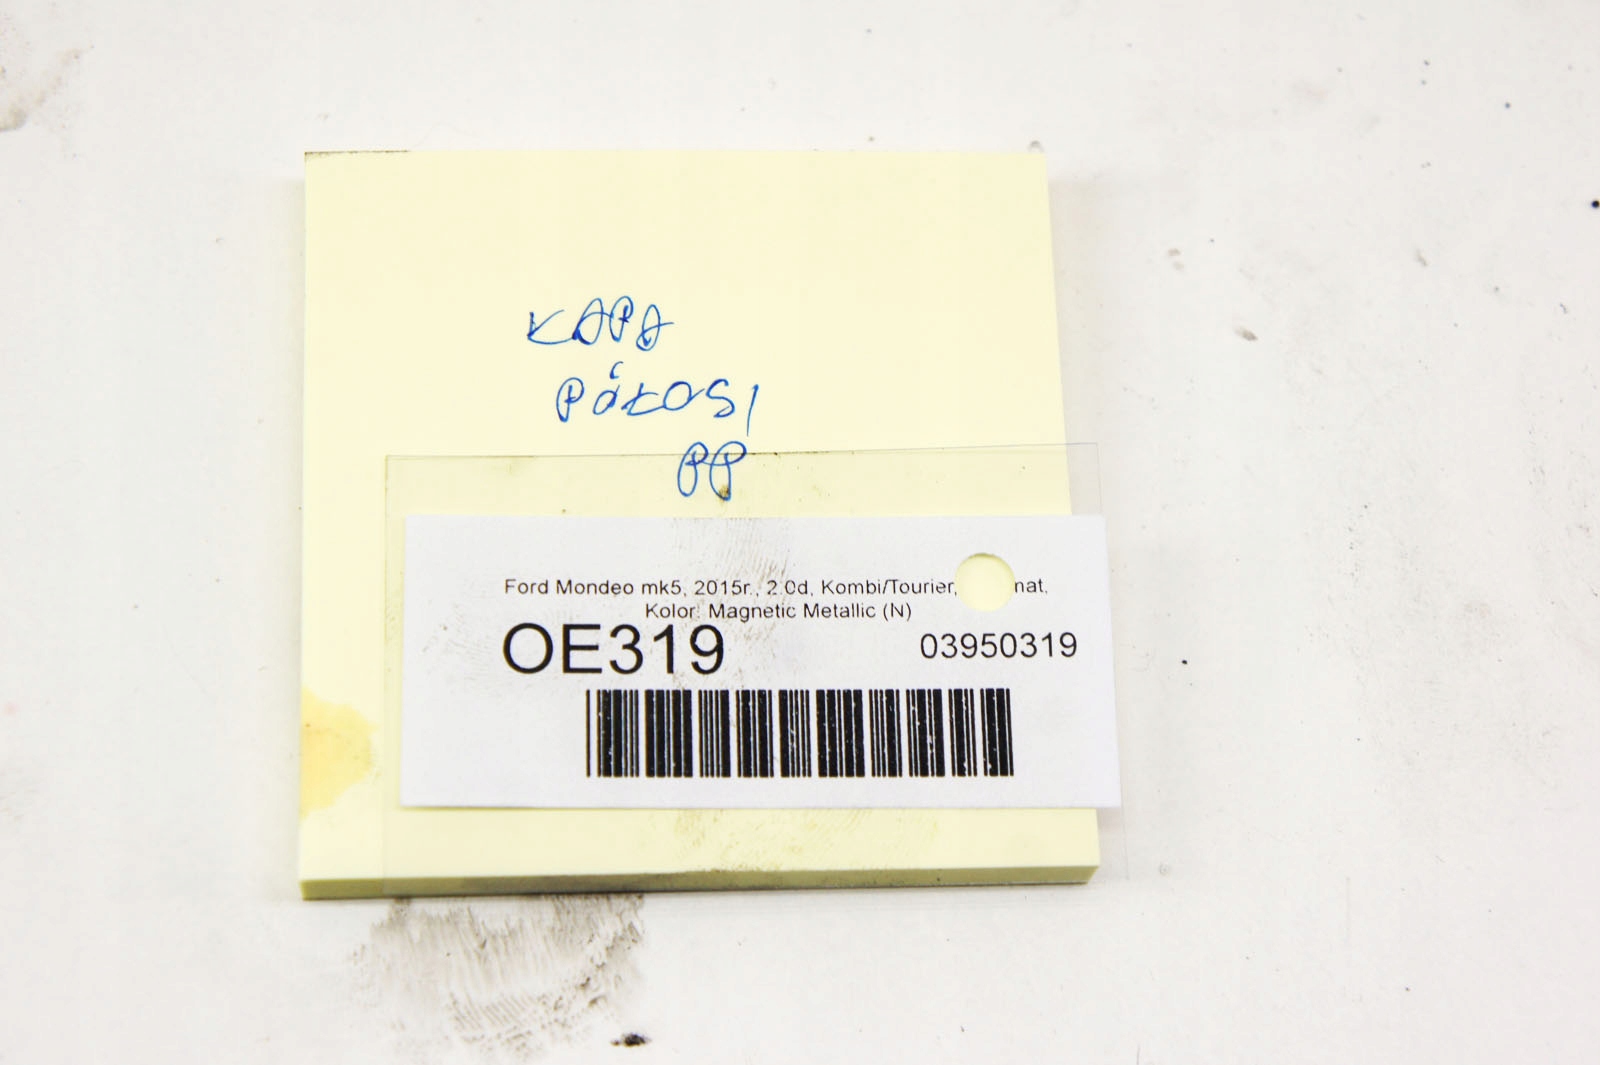 KAPA
PÓŁOSI
PP
Ford Mondeo mk5, 2015r., 2.0d, Kombi/Tourier,
Kolor: Magnetic Metallic (N)
OE319
03950319